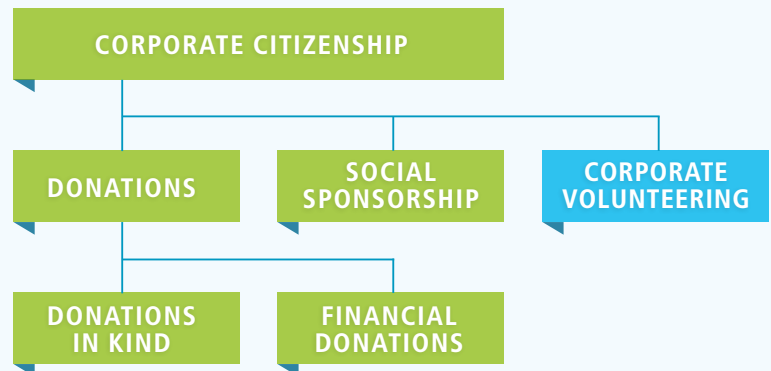 CORPORATE CITIZENSHIP
DONATIONS
SOCIAL
SPONSORSHIP
CORPORATE
VOLUNTEERING
DONATIONS
IN KIND
FINANCIAL
DONATIONS